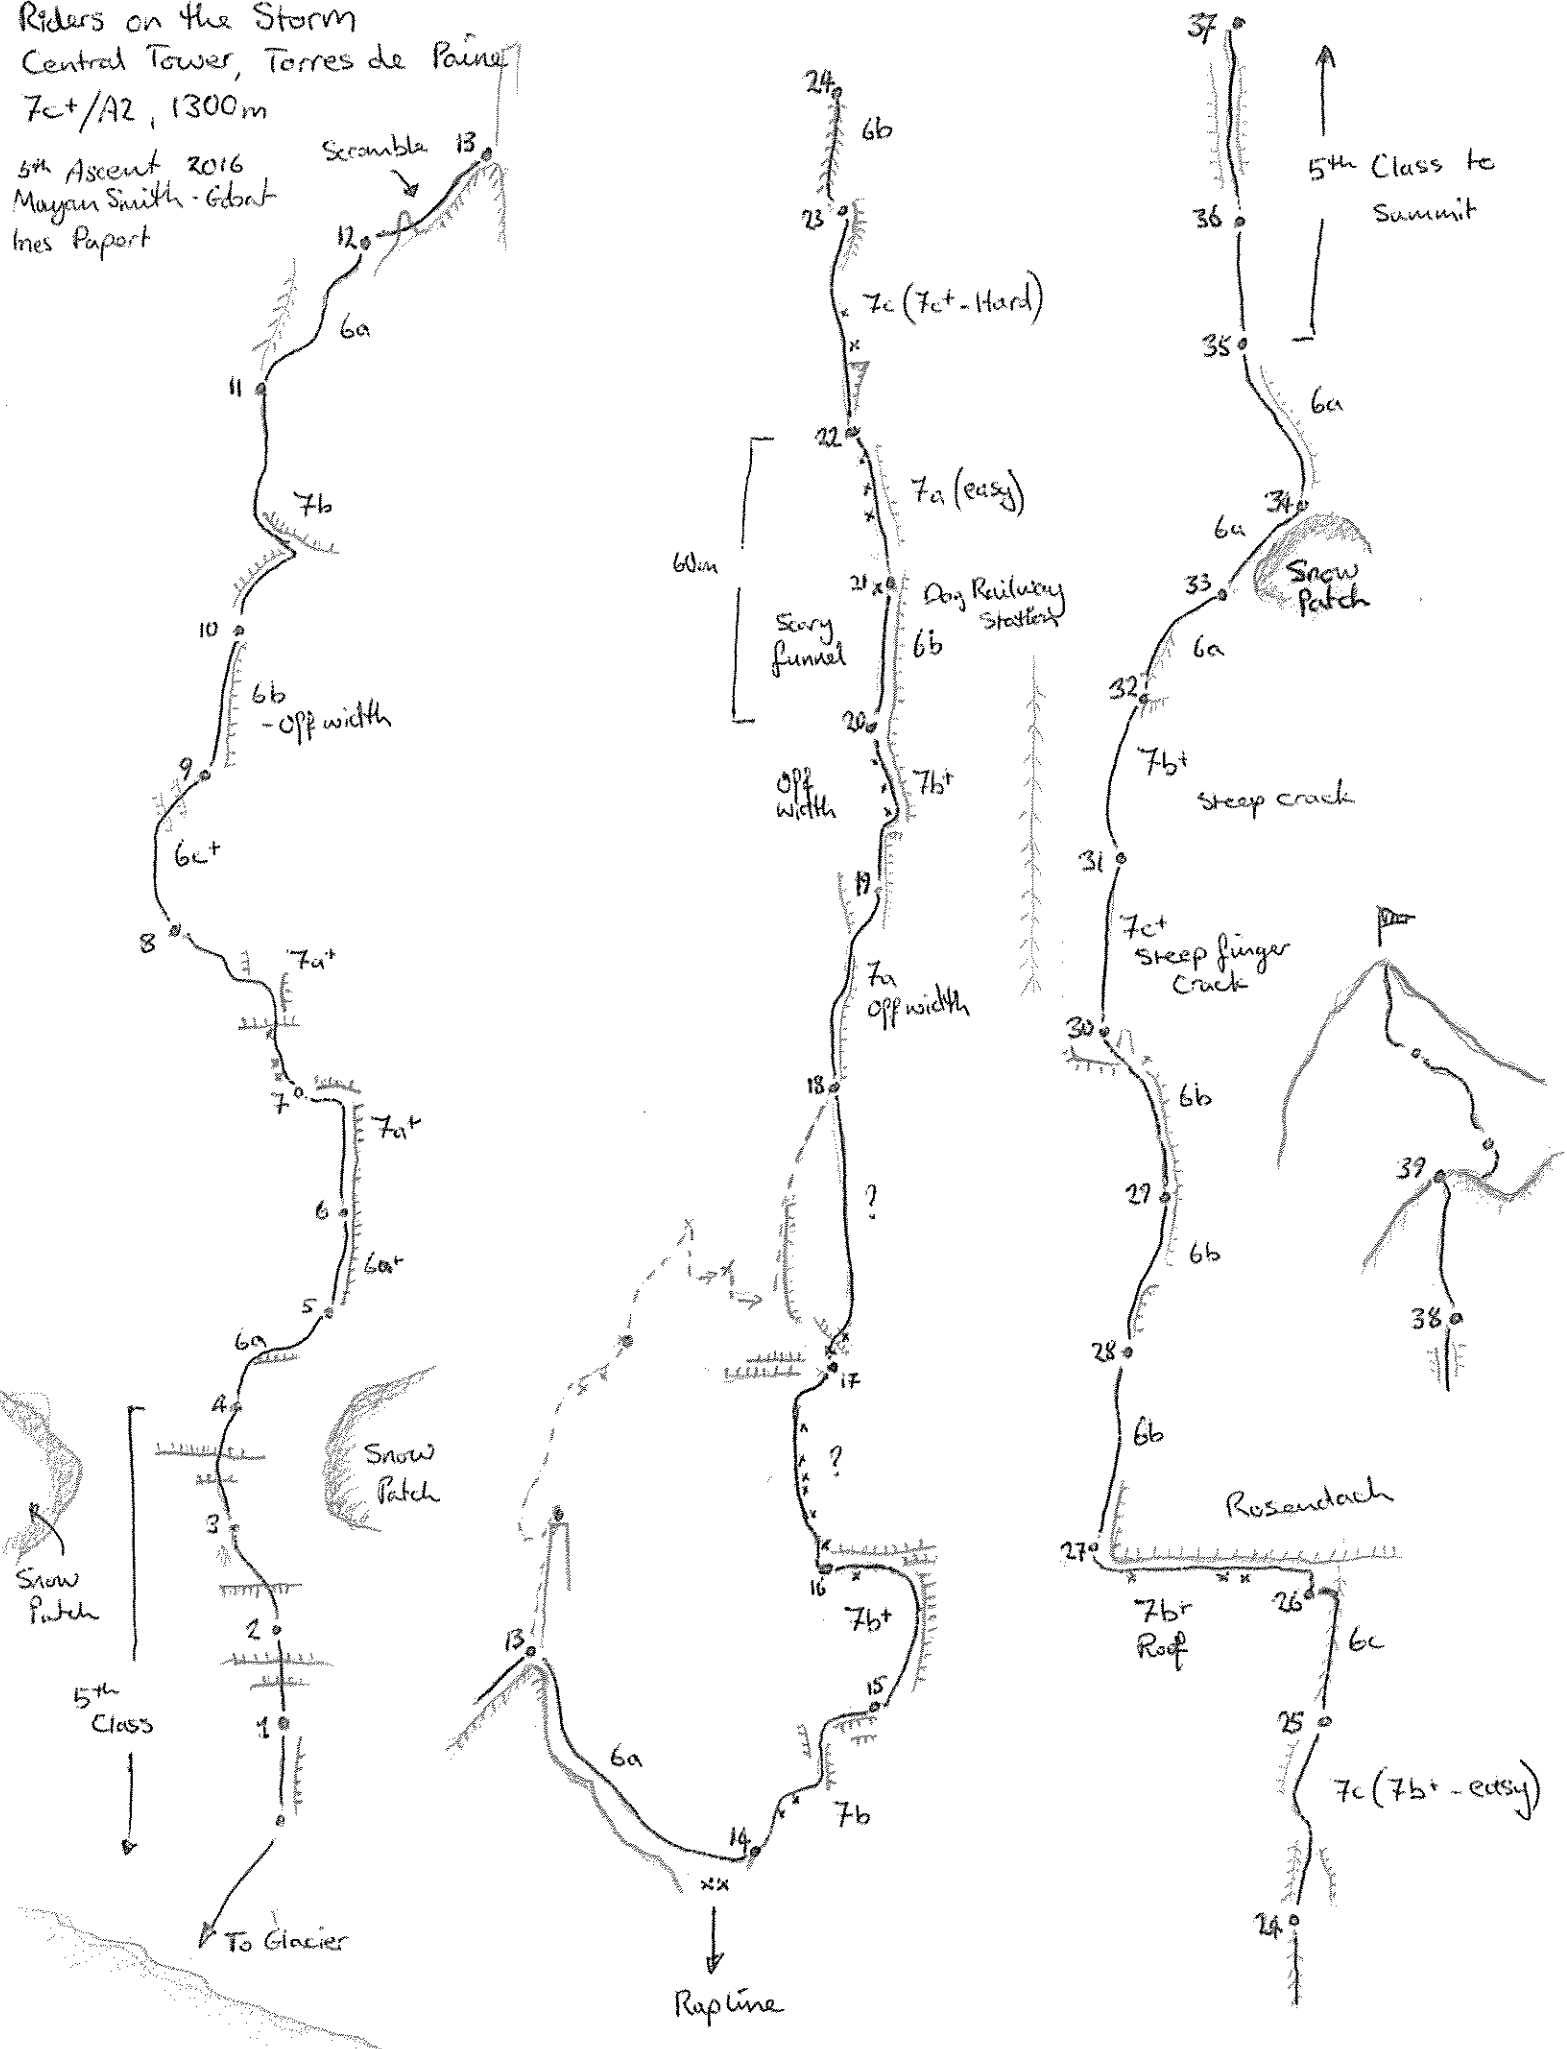 Riders on the Storm
Central Tower, Torres de Paine
7c+/A2, 1300m
5th Ascent 2016
Mayan Smith-Gobat
Ines Papert
Scramble
13
12
6a
11
7b
10
6b
- Off width
9
6c+
8
7a+
7
7a+
6
6a+
5
6a
4
Snow
Patch
3
Snow
Patch
2
5th
Class
1
To Glacier
24
6b
23
7c (7c+ - Hard)
22
7a (easy)
60m
21
Dog Railway
Station
Scary
funnel
6b
20
Off
width
7b+
19
7a
Off width
18
?
17
?
16
7b+
13
15
6a
7b
14
Rapline
37
5th Class to
Summit
36
35
6a
34
6a
Snow
Patch
33
6a
32
7b+
Steep crack
31
7c+
Steep finger
Crack
30
6b
29
39
6b
38
28
6b
Rosendach
27
26
7b+
Roof
6c
25
7c (7b+ - easy)
24